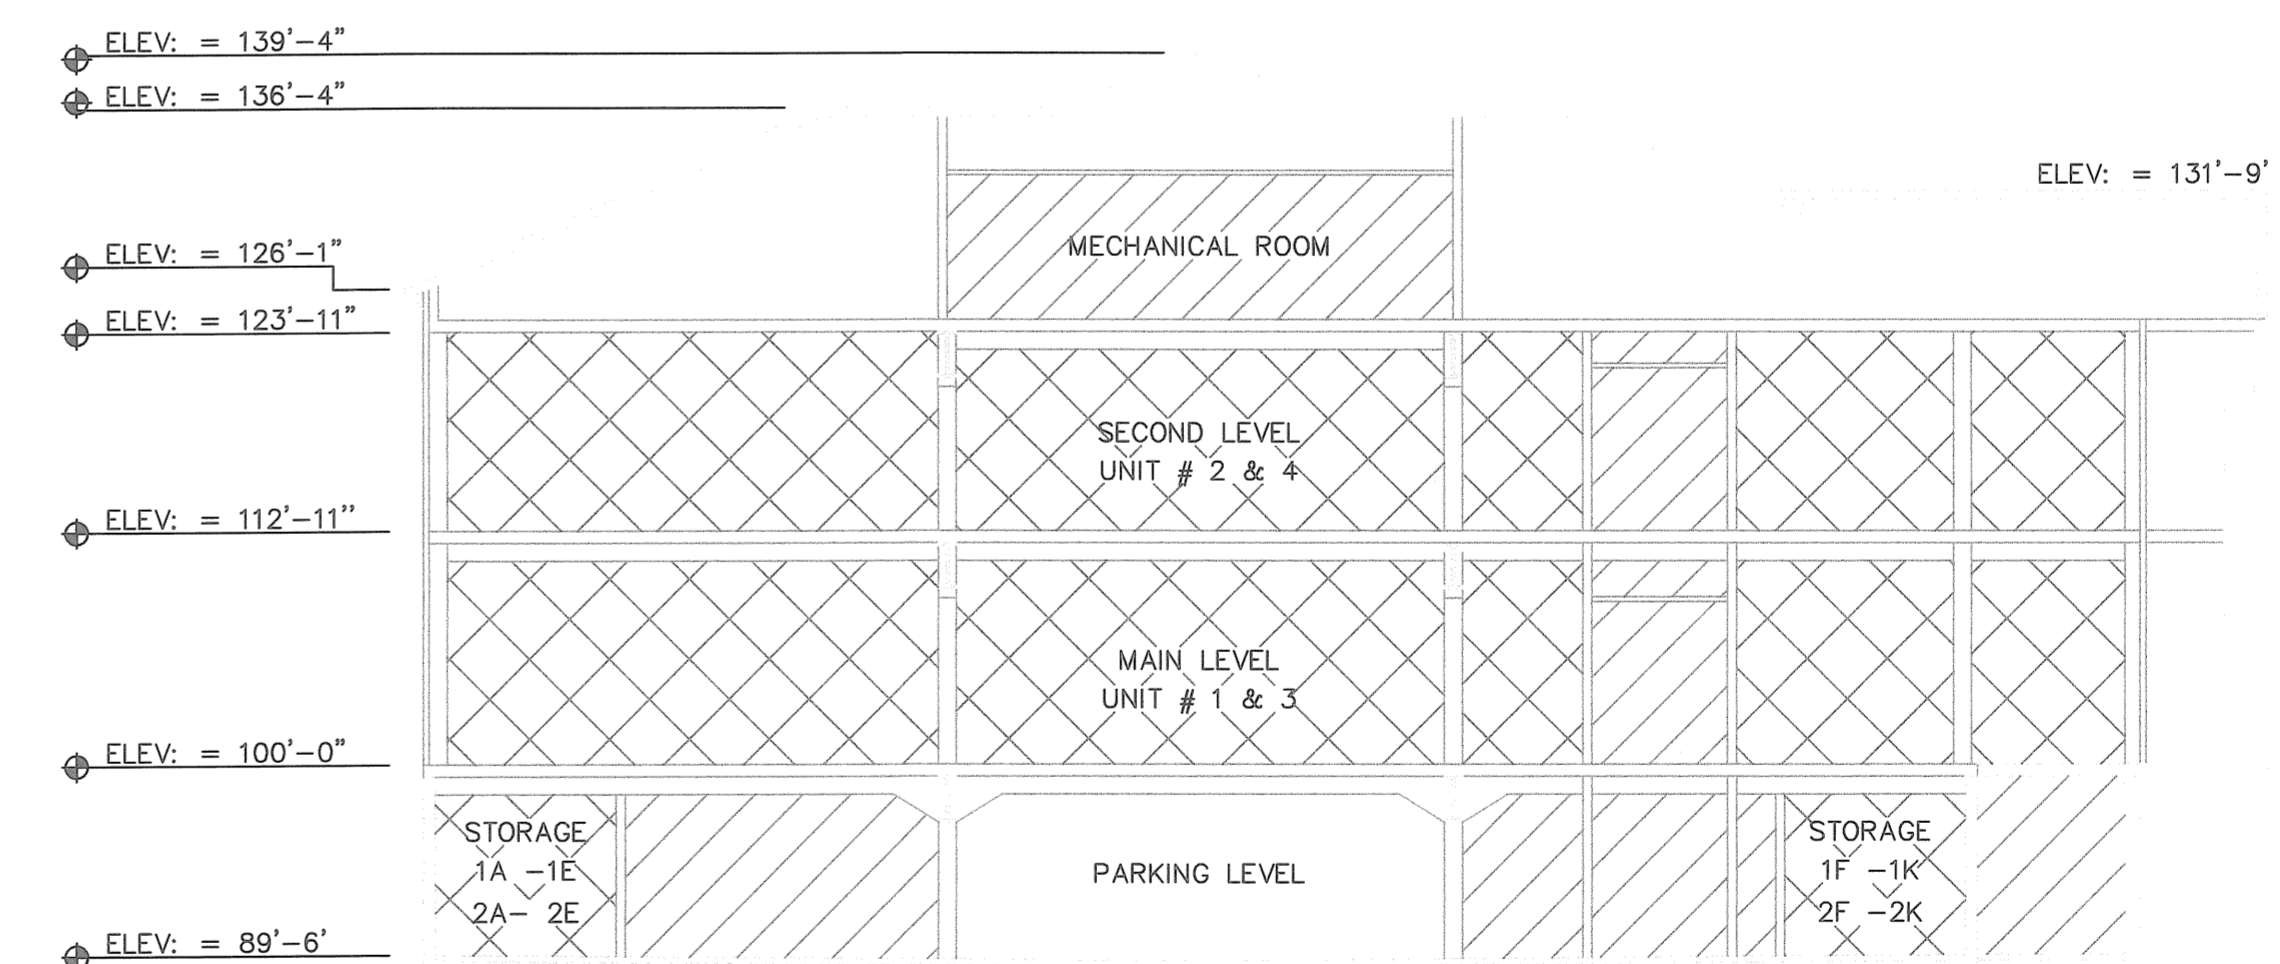 ELEV: = 139'-4"
ELEV: = 136'-4"
ELEV: = 131'-9'
MECHANICAL ROOM
ELEV: = 126'-1"
ELEV: = 123'-11"
SECOND LEVEL
UNIT # 2 & 4
ELEV: = 112'-11"
MAIN LEVEL
UNIT # 1 & 3
ELEV: = 100'-0"
STORAGE
1A -1E
2A- 2E
PARKING LEVEL
STORAGE
1F -1K
2F -2K
ELEV: = 89'-6'